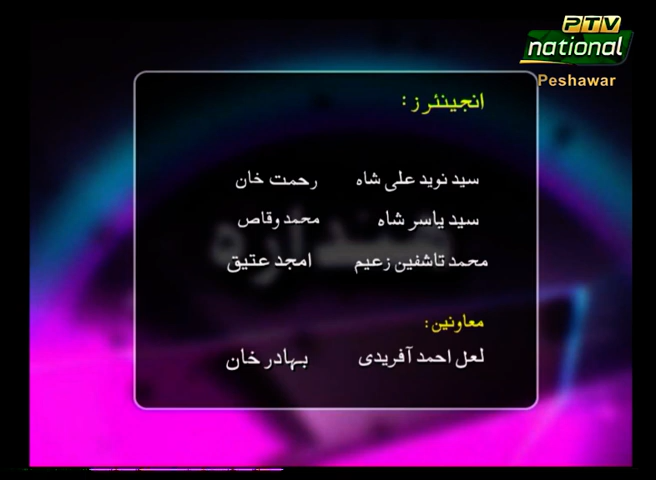 PTV
national
Peshawar
انجینئرز:
سید نوید علی شاہ رحمت خان
سید یاسر شاہ محمد وقاص
محمد تاشفین زعیم امجد عتیق
معاونین:
لعل احمد آفریدی بہادر خان